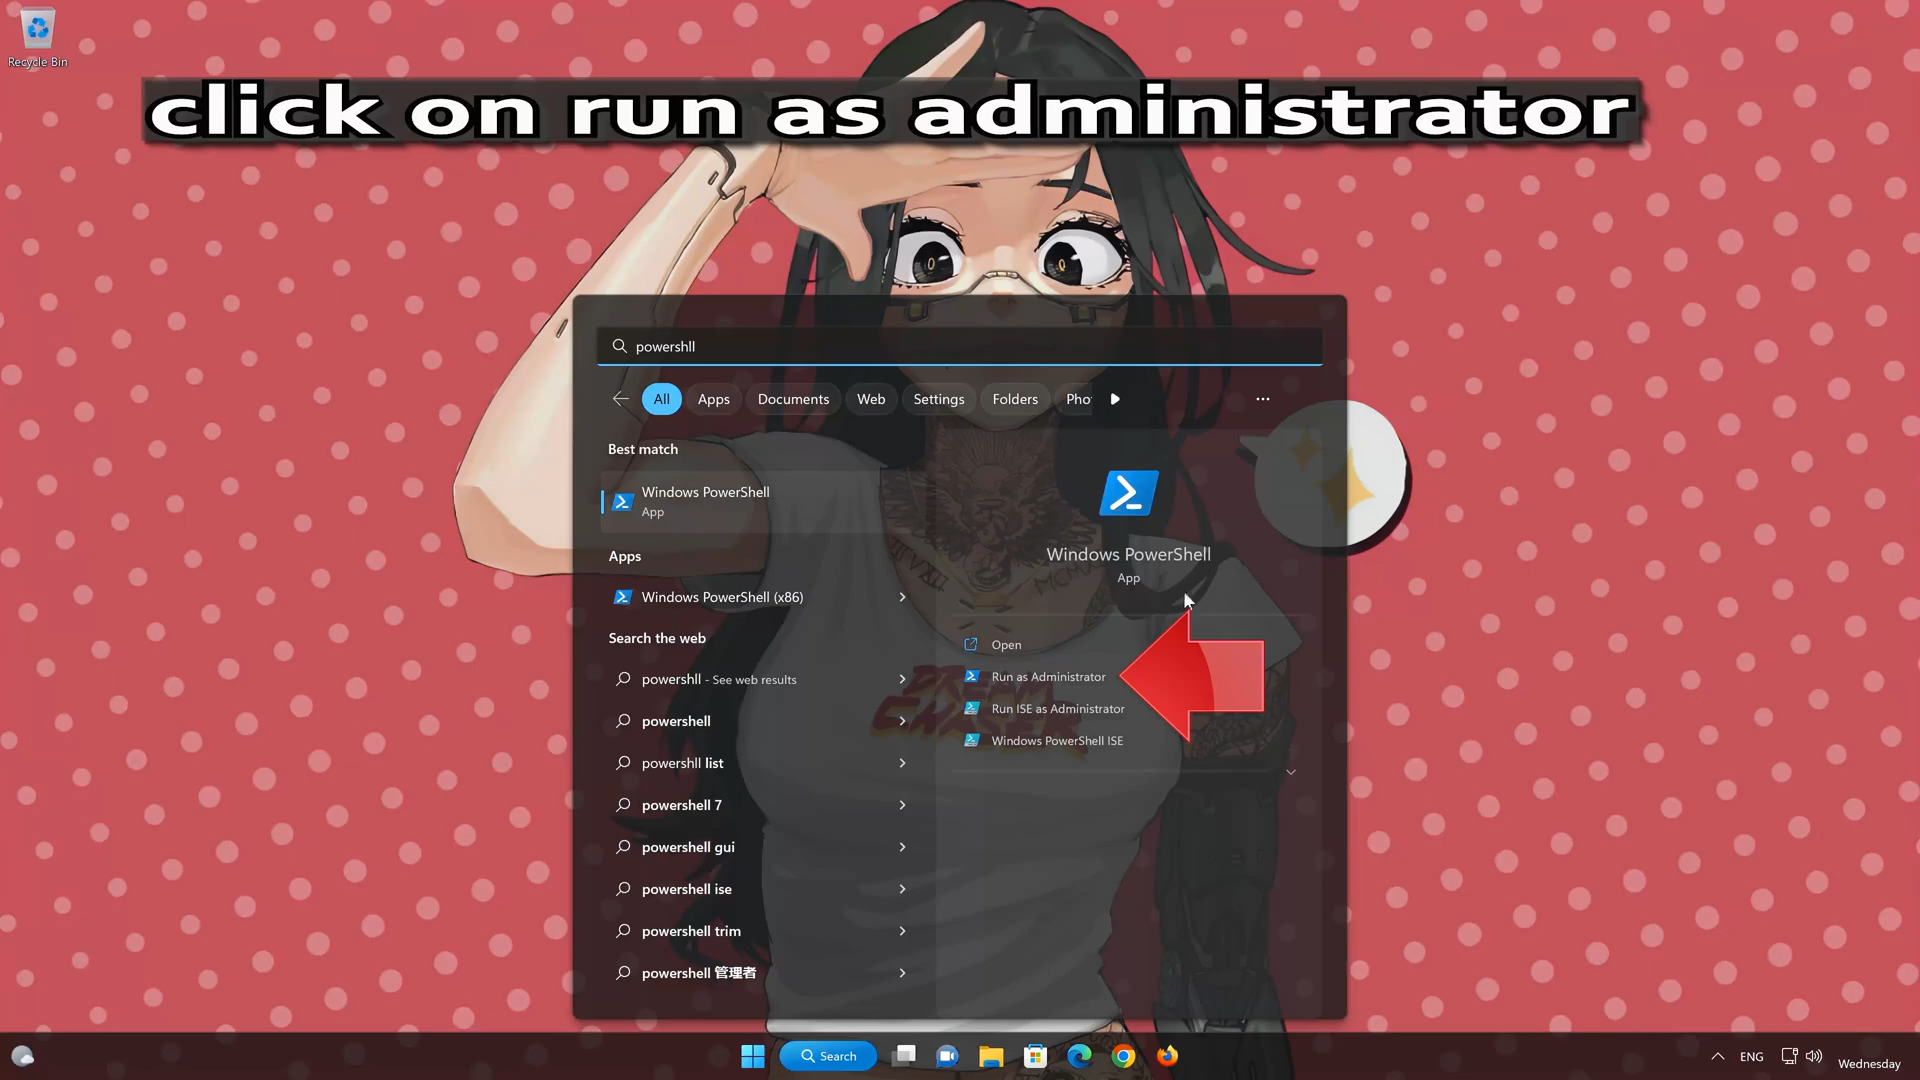 Recycle Bin
click on run as administrator
powershll
All
Apps
Documents
Web
Settings
Folders
Pho
Best match
Windows PowerShell
App
Apps
Windows PowerShell (x86)
Search the web
powershll - See web results
powershell
powershll list
powershell 7
powershell gui
powershell ise
powershell trim
powershell 管理者
Windows PowerShell
App
Open
Run as Administrator
Run ISE as Administrator
Windows PowerShell ISE
DREAM
CHASER
Search
ENG
Wednesday